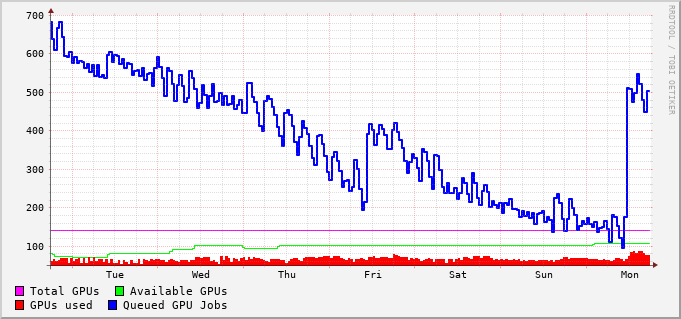 700
600
500
400
300
200
100
Tue Wed Thu Fri Sat Sun Mon
Total GPUs Available GPUs
GPUs used Queued GPU Jobs
RRDTOOL / TOBI OETIKER